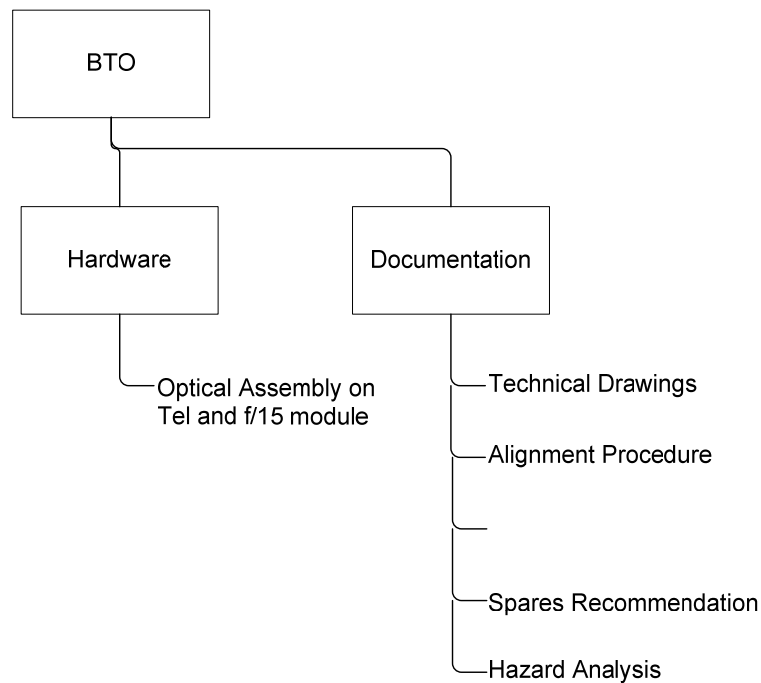 BTO
Hardware
Documentation
Optical Assembly on
Tel and f/15 module
Technical Drawings
Alignment Procedure
Spares Recommendation
Hazard Analysis